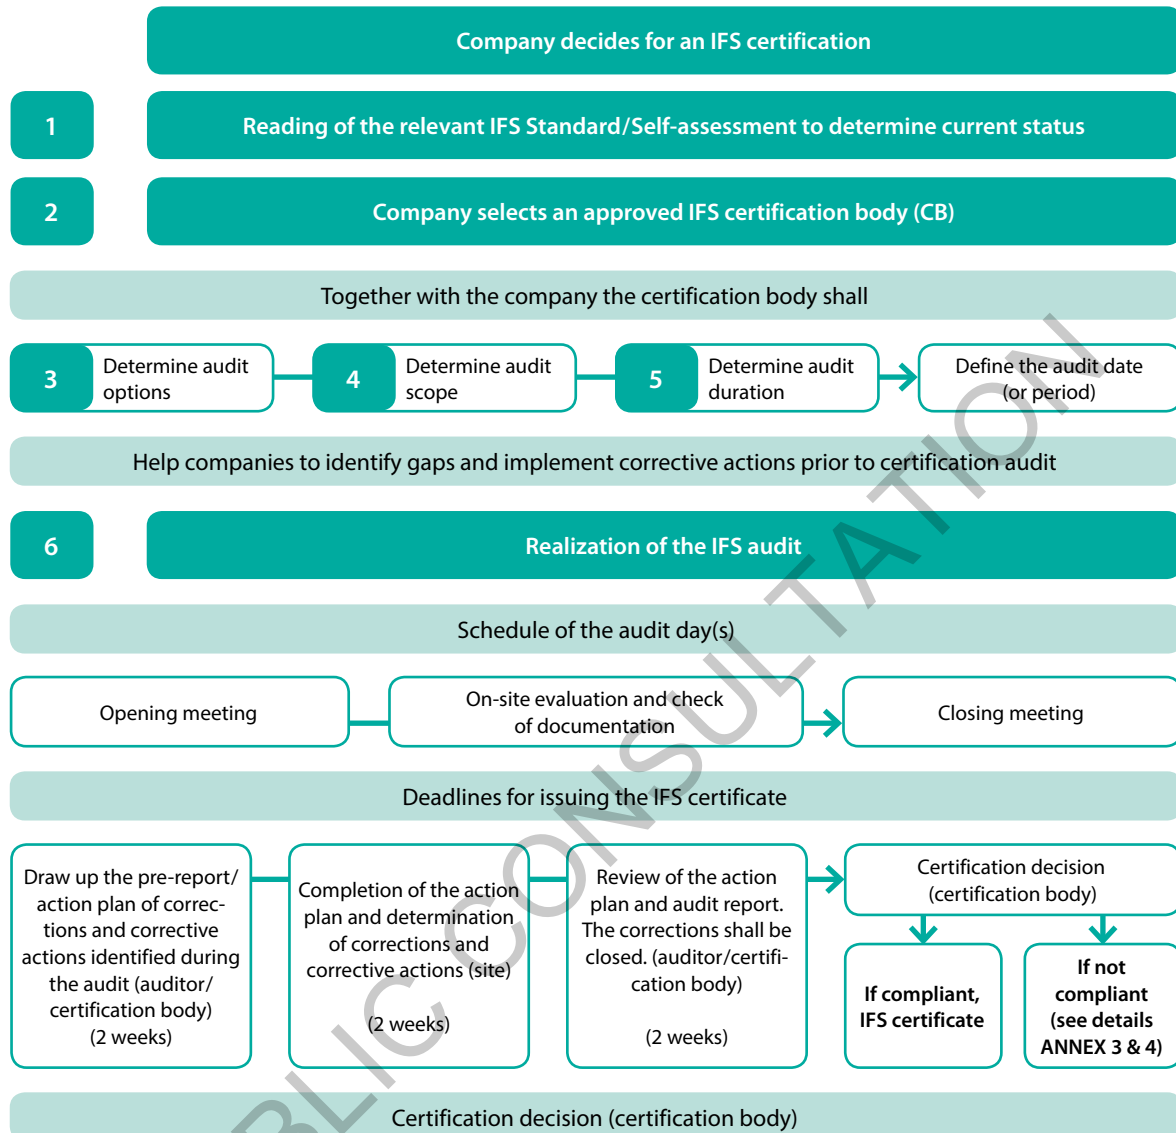 Company decides for an IFS certification
1
Reading of the relevant IFS Standard/Self-assessment to determine current status
2
Company selects an approved IFS certification body (CB)
Together with the company the certification body shall
3
Determine audit
options
4
Determine audit
scope
5
Determine audit
duration
Define the audit date
(or period)
Help companies to identify gaps and implement corrective actions prior to certification audit
6
Realization of the IFS audit
Schedule of the audit day(s)
Opening meeting
On-site evaluation and check
of documentation
Closing meeting
Deadlines for issuing the IFS certificate
Draw up the pre-report/
action plan of correc-
tions and corrective
actions identified during
the audit (auditor/
certification body)
(2 weeks)
Completion of the action
plan and determination
of corrections and
corrective actions (site)
(2 weeks)
Review of the action
plan and audit report.
The corrections shall be
closed. (auditor/certifi-
cation body)
(2 weeks)
Certification decision
(certification body)
If compliant,
IFS certificate
If not
compliant
(see details
ANNEX 3 & 4)
Certification decision (certification body)
CONSULTATION